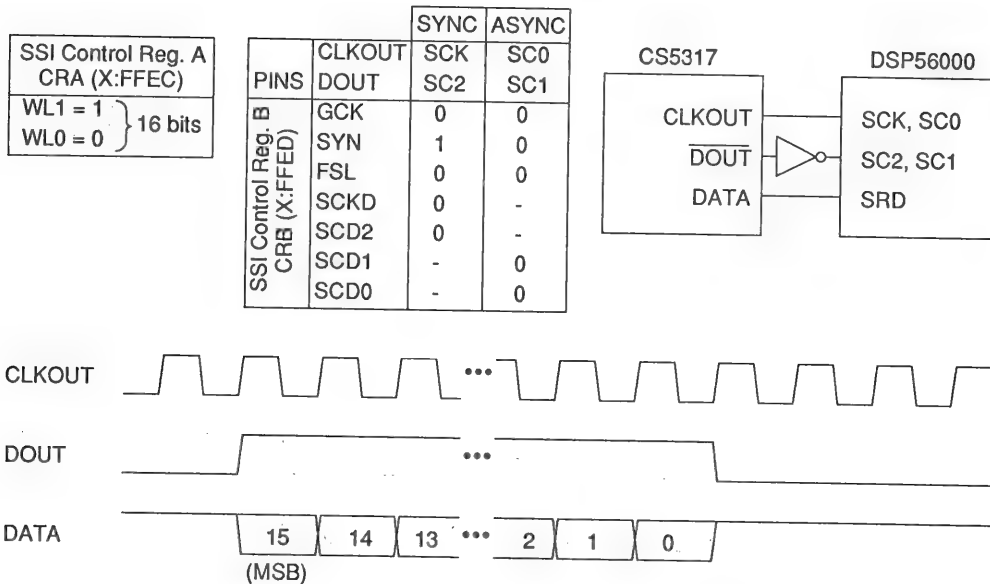 SSI Control Reg. A
CRA (X:FFEC)
WL1 = 1
WL0 = 0
16 bits
SYNC ASYNC
PINS CLKOUT SCK SC0
DOUT SC2 SC1
SSI Control Reg. B
CRB (X:FFED)
GCK 0 0
SYN 1 0
FSL 0 0
SCKD 0 -
SCD2 0 -
SCD1 - 0
SCD0 - 0
CS5317 DSP56000
CLKOUT SCK, SC0
DOUT SC2, SC1
DATA SRD
CLKOUT •••
DOUT •••
DATA 15 14 13 ••• 2 1 0
(MSB)